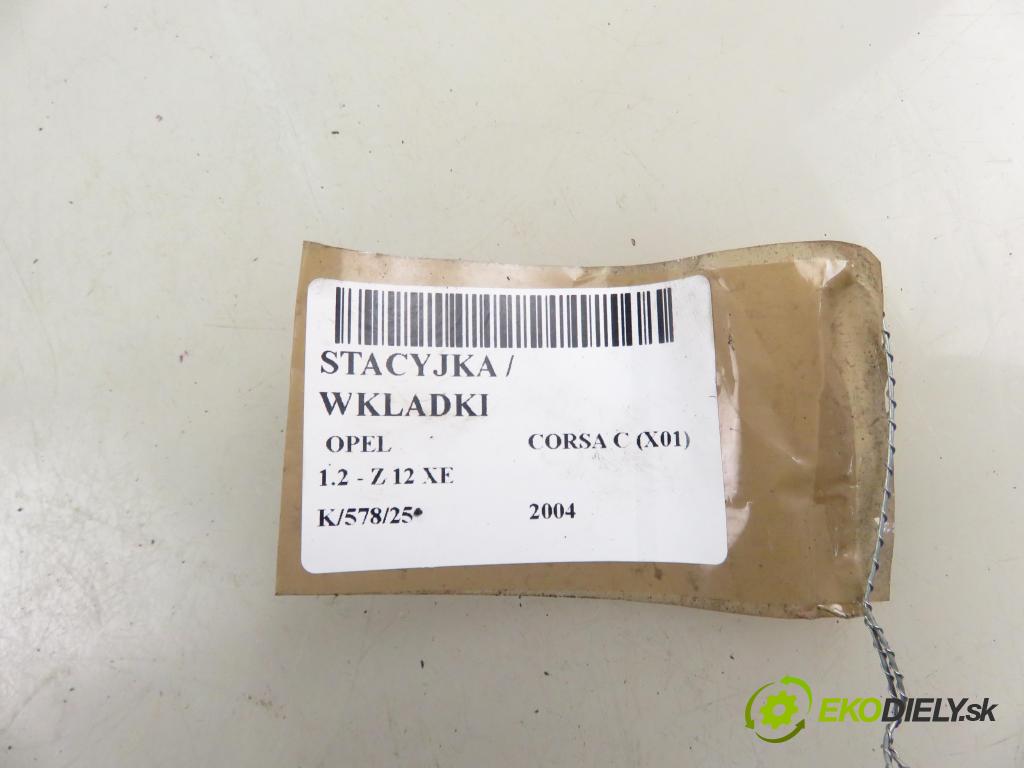 STACYJKA /
WKLADKI
OPEL CORSA C (X01)
1.2 - Z 12 XE
K/578/25 2004
EKODIELY.sk